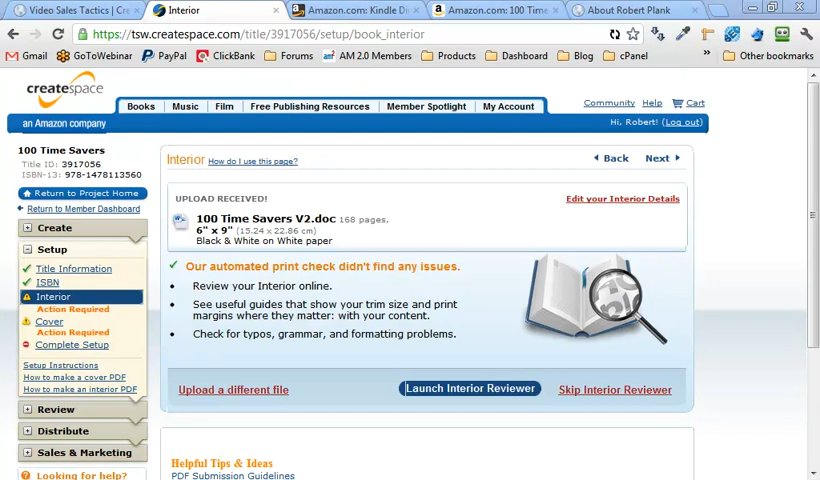 Video Sales Tactics | Cre
Interior
Amazon.com: Kindle Di
Amazon.com: 100 Time
About Robert Plank
https://tsw.createspace.com/title/3917056/setup/book_interior
Gmail
GoToWebinar
PayPal
ClickBank
Forums
AM 2.0 Members
Products
Dashboard
Blog
cPanel
»
Other bookmarks
createspace
an Amazon company
Books
Music
Film
Free Publishing Resources
Member Spotlight
My Account
Community
Help
Cart
Hi, Robert! (Log out)
100 Time Savers
Title ID: 3917056
ISBN-13: 978-1478113560
Return to Project Home
Return to Member Dashboard
Create
Setup
Title Information
ISBN
Interior
Action Required
Cover
Action Required
Complete Setup
Setup Instructions
How to make a cover PDF
How to make an interior PDF
Review
Distribute
Sales & Marketing
Looking for help?
Interior How do I use this page?
Back
Next
UPLOAD RECEIVED!
Edit your Interior Details
100 Time Savers V2.doc 168 pages,
6" x 9" (15.24 x 22.86 cm)
Black & White on White paper
Our automated print check didn't find any issues.
• Review your Interior online.
• See useful guides that show your trim size and print
margins where they matter: with your content.
• Check for typos, grammar, and formatting problems.
Upload a different file
Launch Interior Reviewer
Skip Interior Reviewer
Helpful Tips & Ideas
PDF Submission Guidelines